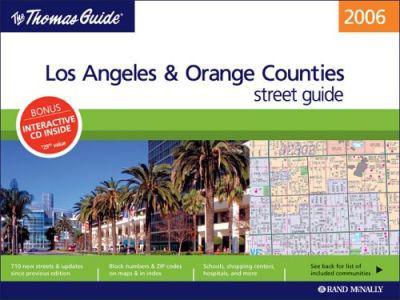 The Thomas Guide®
2006
Los Angeles & Orange Counties
street guide
BONUS
INTERACTIVE
CD INSIDE
$29⁹⁵ value
710 new streets & updates
since previous edition
Block numbers & ZIP codes
on maps & in index
Schools, shopping centers,
hospitals, and more
See back for list of
included communities
RAND McNALLY